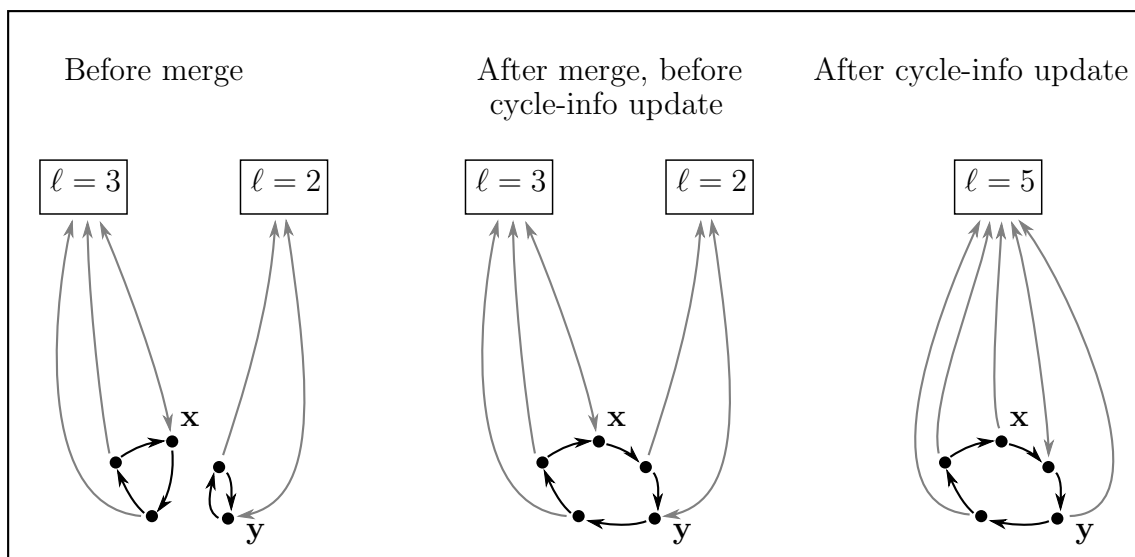 Before merge
After merge, before
cycle-info update
After cycle-info update
ℓ = 3
ℓ = 2
ℓ = 3
ℓ = 2
ℓ = 5
x
y
x
y
x
y